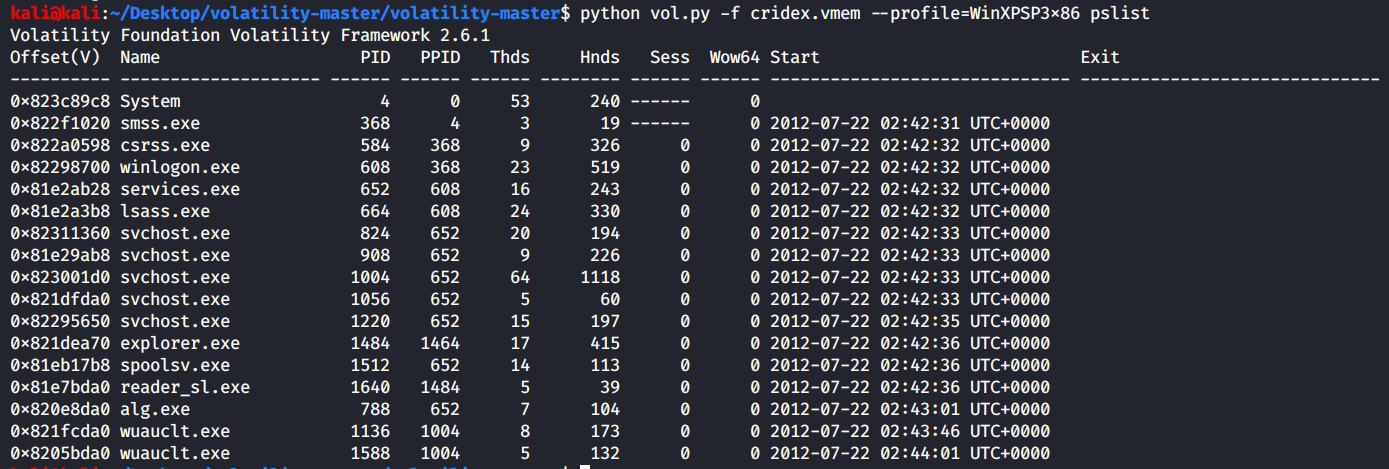 kali@kali:~/Desktop/volatility-master/volatility-master$ python vol.py -f cridex.vmem --profile=WinXPSP3×86 pslist
Volatility Foundation Volatility Framework 2.6.1
Offset(V)  Name                    PID   PPID   Thds     Hnds   Sess  Wow64 Start                          Exit
---------- -------------------- ------ ------ ------ -------- ------ ------ ------------------------------ ------------------------------
0×823c89c8 System                    4      0     53      240 ------      0
0×822f1020 smss.exe                368      4      3       19 ------      0 2012-07-22 02:42:31 UTC+0000
0×822a0598 csrss.exe               584    368      9      326      0      0 2012-07-22 02:42:32 UTC+0000
0×82298700 winlogon.exe            608    368     23      519      0      0 2012-07-22 02:42:32 UTC+0000
0×81e2ab28 services.exe            652    608     16      243      0      0 2012-07-22 02:42:32 UTC+0000
0×81e2a3b8 lsass.exe               664    608     24      330      0      0 2012-07-22 02:42:32 UTC+0000
0×82311360 svchost.exe             824    652     20      194      0      0 2012-07-22 02:42:33 UTC+0000
0×81e29ab8 svchost.exe             908    652      9      226      0      0 2012-07-22 02:42:33 UTC+0000
0×823001d0 svchost.exe            1004    652     64     1118      0      0 2012-07-22 02:42:33 UTC+0000
0×821dfda0 svchost.exe            1056    652      5       60      0      0 2012-07-22 02:42:33 UTC+0000
0×82295650 svchost.exe            1220    652     15      197      0      0 2012-07-22 02:42:35 UTC+0000
0×821dea70 explorer.exe           1484   1464     17      415      0      0 2012-07-22 02:42:36 UTC+0000
0×81eb17b8 spoolsv.exe            1512    652     14      113      0      0 2012-07-22 02:42:36 UTC+0000
0×81e7bda0 reader_sl.exe          1640   1484      5       39      0      0 2012-07-22 02:42:36 UTC+0000
0×820e8da0 alg.exe                 788    652      7      104      0      0 2012-07-22 02:43:01 UTC+0000
0×821fcda0 wuauclt.exe            1136   1004      8      173      0      0 2012-07-22 02:43:46 UTC+0000
0×8205bda0 wuauclt.exe            1588   1004      5      132      0      0 2012-07-22 02:44:01 UTC+0000